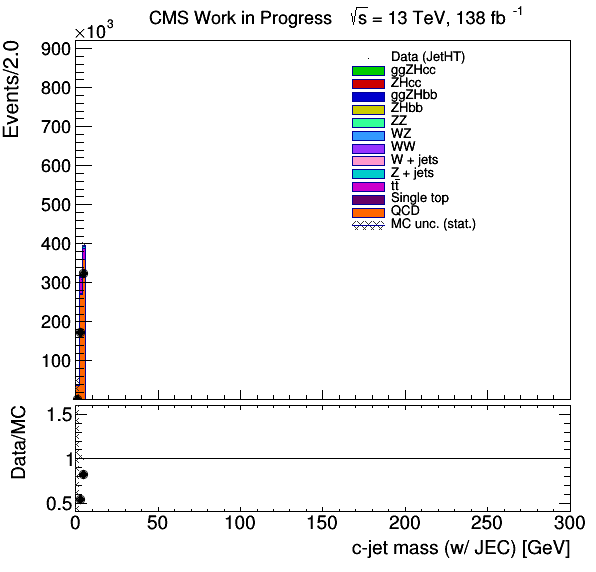 CMS Work in Progress √s = 13 TeV, 138 fb⁻¹
×10³
Events/2.0
900
800
700
600
500
400
300
200
100
Data (JetHT)
ggZHcc
ZHcc
ggZHbb
ZHbb
ZZ
WZ
WW
W + jets
Z + jets
tt̄
Single top
QCD
MC unc. (stat.)
Data/MC
1.5
1
0.5
0 50 100 150 200 250 300
c-jet mass (w/ JEC) [GeV]